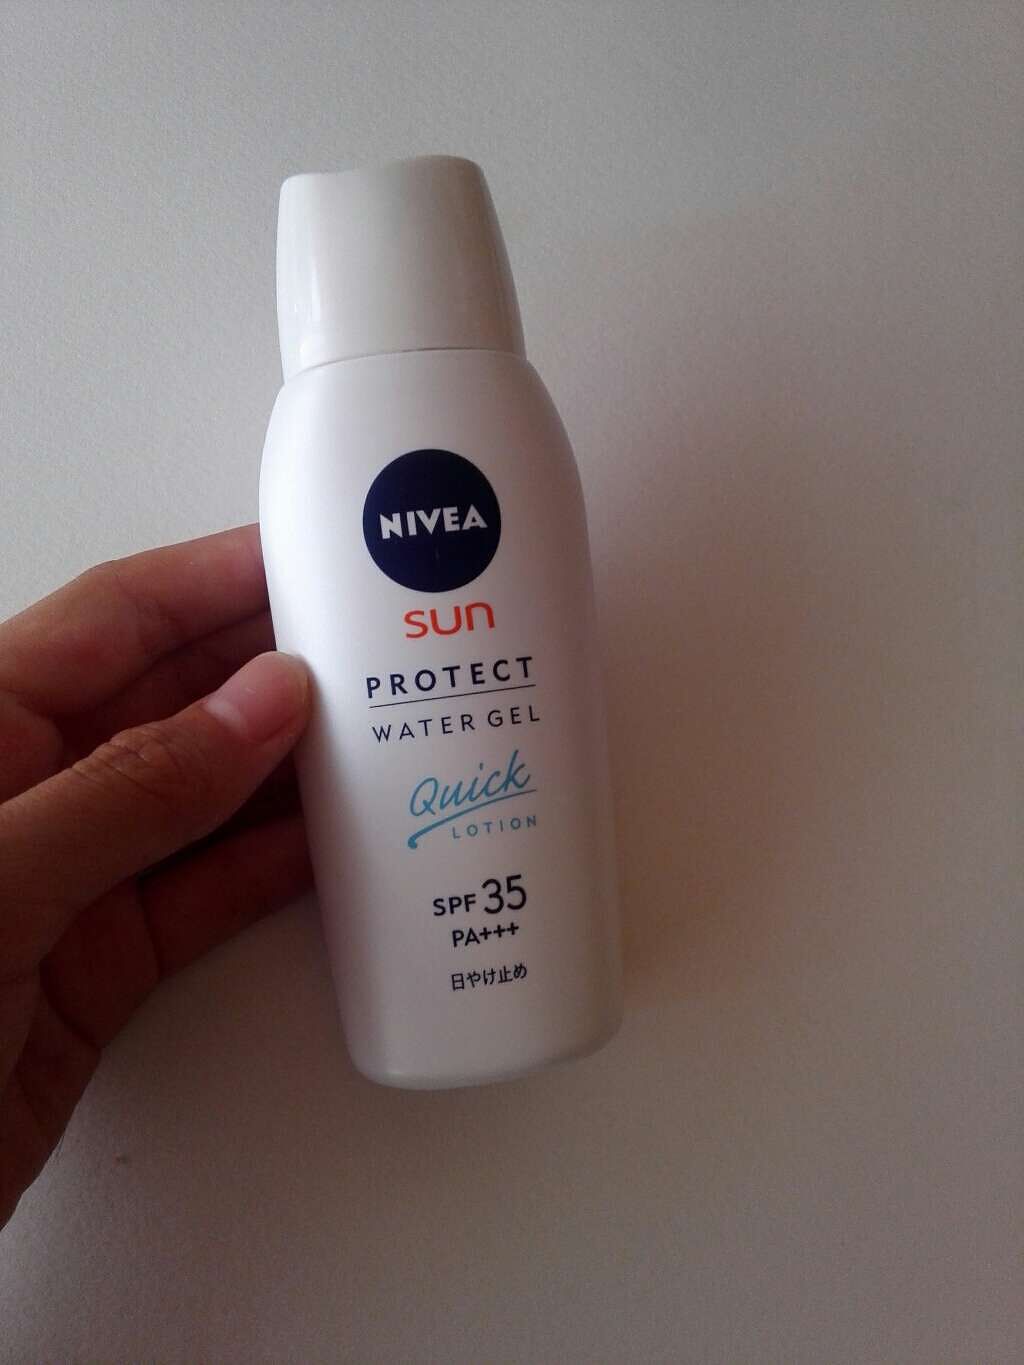 NIVEA
sun
PROTECT
WATER GEL
Quick
LOTION
SPF 35
PA+++
日やけ止め